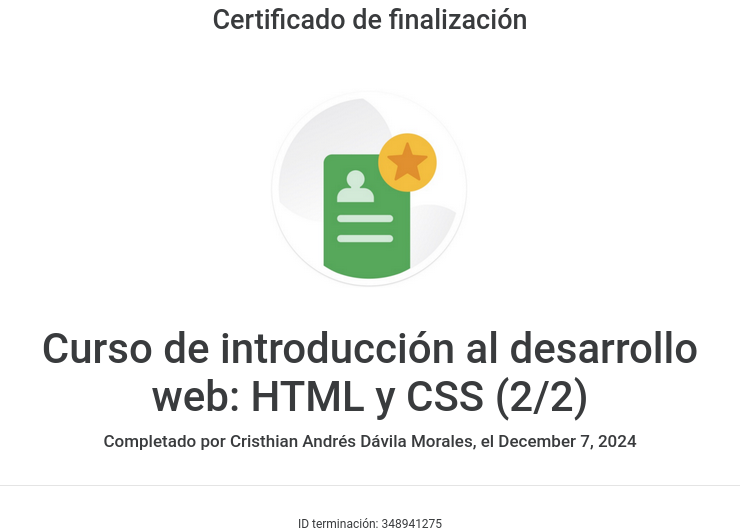 Certificado de finalización
Curso de introducción al desarrollo
web: HTML y CSS (2/2)
Completado por Cristhian Andrés Dávila Morales, el December 7, 2024
ID terminación: 348941275